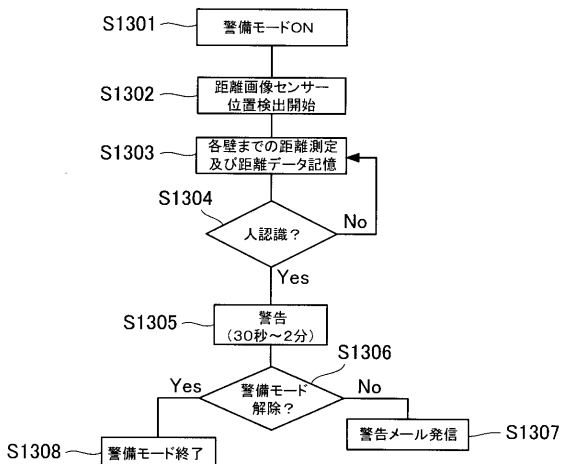 S1301
警備モードON
S1302
距離画像センサー
位置検出開始
S1303
各壁までの距離測定
及び距離データ記憶
S1304
人認識?
No
Yes
S1305
警告
(30秒～2分)
S1306
警備モード
解除?
Yes
No
S1308
警備モード終了
警告メール発信
S1307